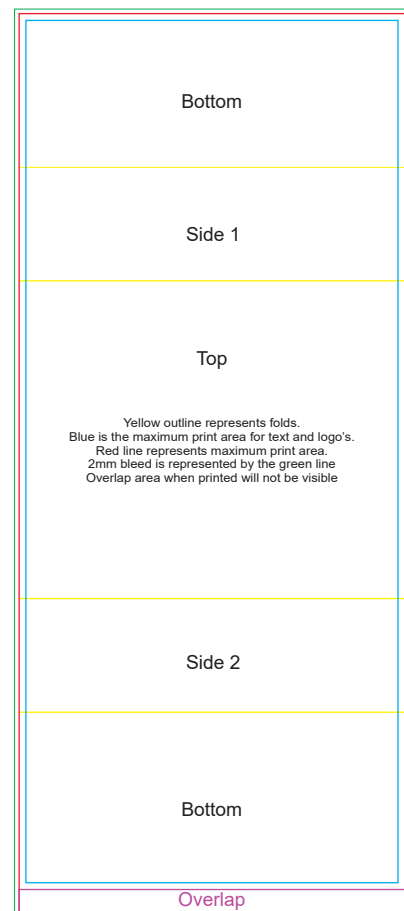 Bottom
Side 1
Top
Yellow outline represents folds.
Blue is the maximum print area for text and logo's.
Red line represents maximum print area.
2mm bleed is represented by the green line
Overlap area when printed will not be visible
Side 2
Bottom
Overlap